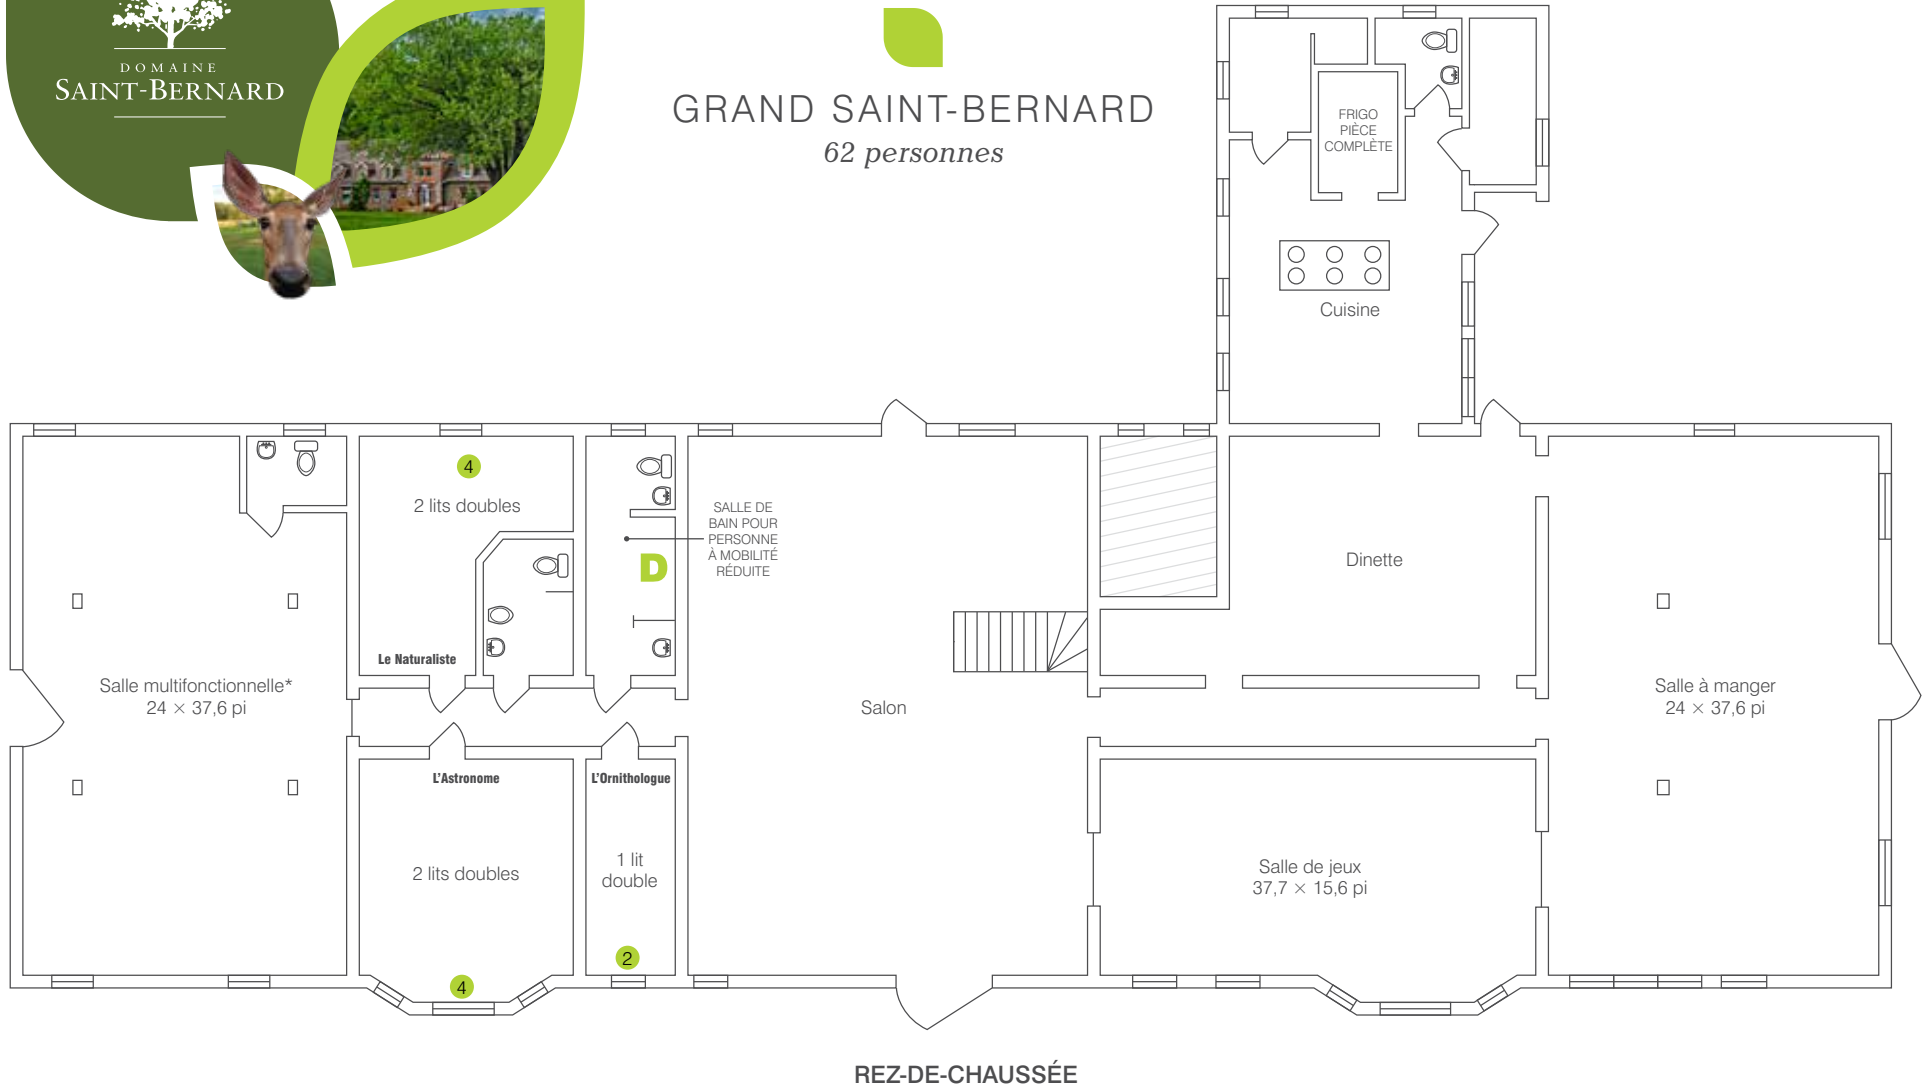 DOMAINE
SAINT-BERNARD
GRAND SAINT-BERNARD
62 personnes
FRIGO
PIÈCE
COMPLÈTE
Cuisine
4
2 lits doubles
SALLE DE
BAIN POUR
PERSONNE
À MOBILITÉ
RÉDUITE
D
Dinette
Le Naturaliste
Salle multifonctionnelle*
24 × 37,6 pi
Salon
Salle à manger
24 × 37,6 pi
L'Astronome
L'Ornithologue
2 lits doubles
1 lit
double
Salle de jeux
37,7 × 15,6 pi
2
4
REZ-DE-CHAUSSÉE